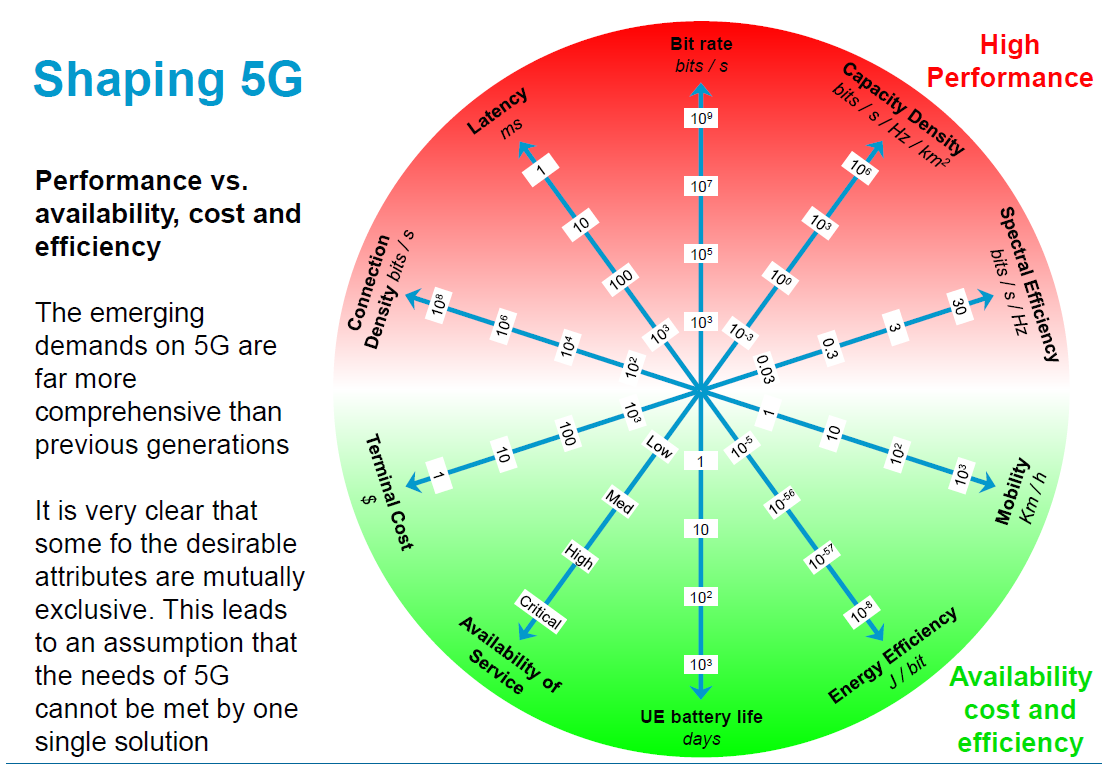 Shaping 5G
Performance vs.
availability, cost and
efficiency
The emerging
demands on 5G are
far more
comprehensive than
previous generations
It is very clear that
some fo the desirable
attributes are mutually
exclusive. This leads
to an assumption that
the needs of 5G
cannot be met by one
single solution
High
Performance
Bit rate
bits / s
10⁹
10⁷
10⁵
10³
Capacity Density
bits / s / Hz / km²
10⁶
10³
10⁰
10⁻³
Spectral Efficiency
bits / s / Hz
30
3
0.3
0.03
Mobility
Km / h
1
10
10²
10³
Energy Efficiency
J / bit
10⁻⁵
10⁻⁵⁶
10⁻⁵⁷
10⁻⁸
UE battery life
days
1
10
10²
10³
Availability of
Service
Low
Med
High
Critical
Terminal Cost
$
10³
100
10
1
Connection
Density bits / s
10⁸
10⁶
10⁴
10²
Latency
ms
1
10
100
10³
Availability
cost and
efficiency